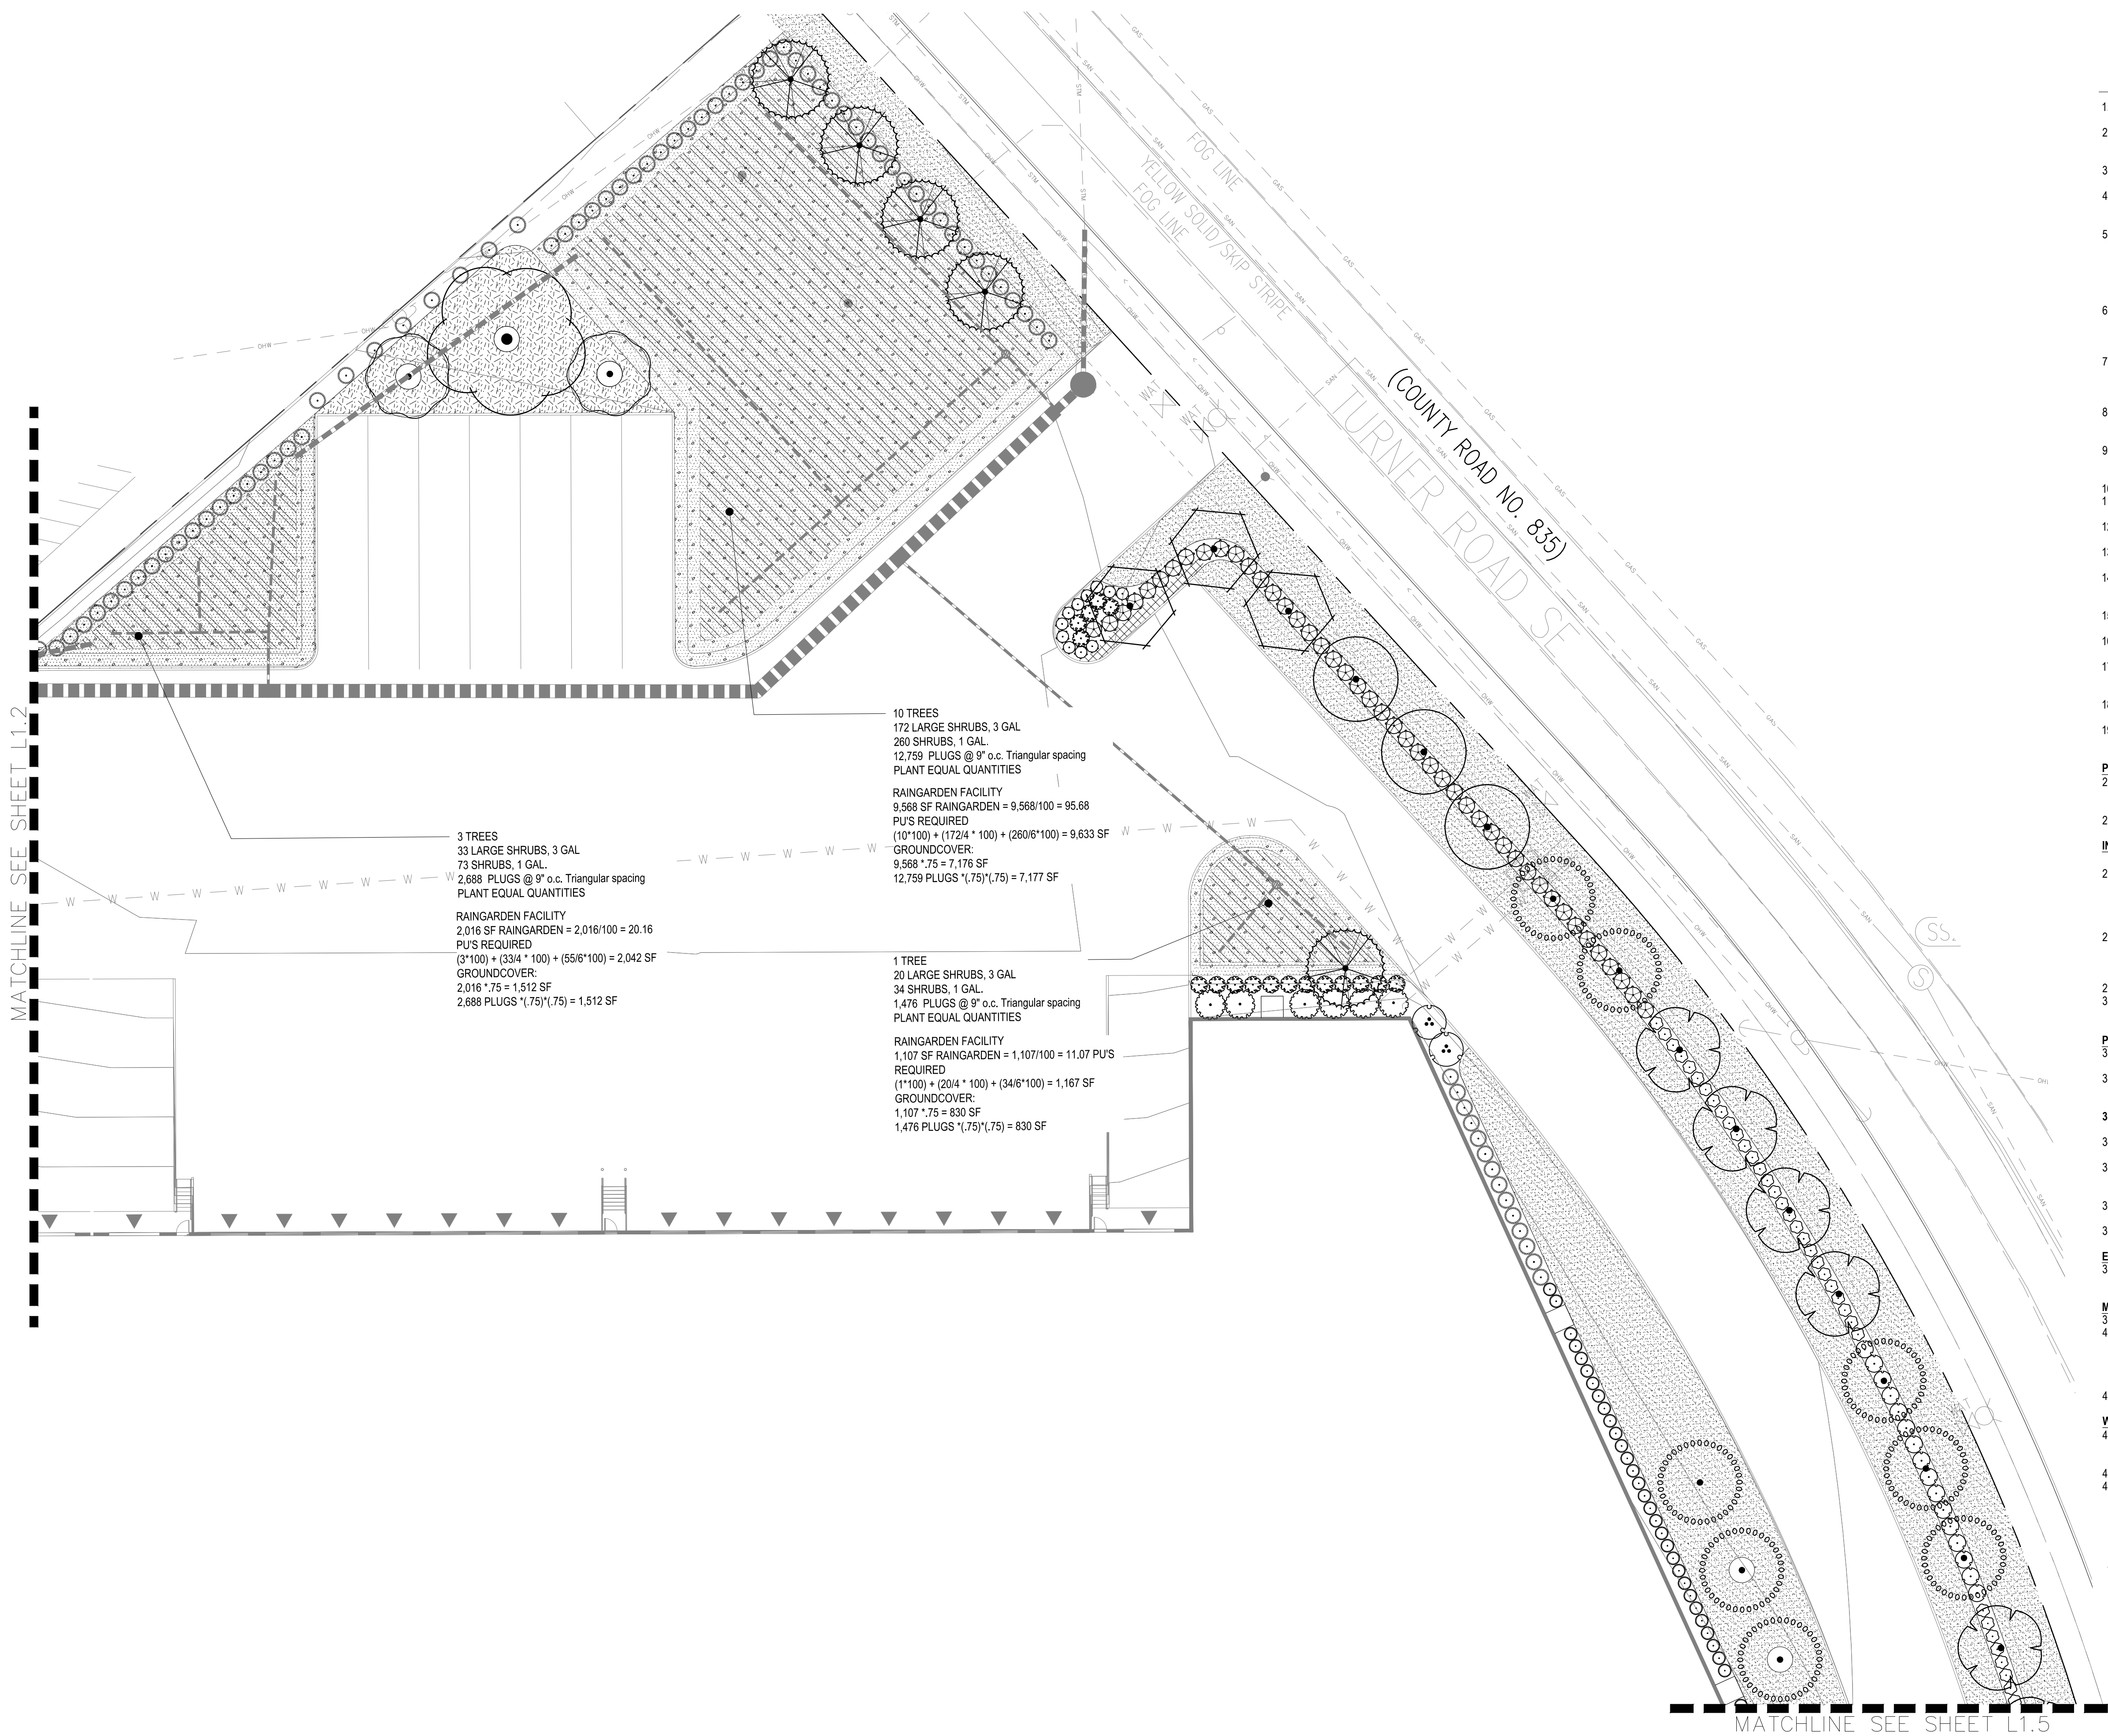 FOG LINE
YELLOW SOLID/SKIP STRIPE
FOG LINE
(COUNTY ROAD NO. 835)
TURNER ROAD SE
MATCHLINE SEE SHEET L1.2
10 TREES
172 LARGE SHRUBS, 3 GAL
260 SHRUBS, 1 GAL.
12,759 PLUGS @ 9" o.c. Triangular spacing
PLANT EQUAL QUANTITIES
RAINGARDEN FACILITY
9,568 SF RAINGARDEN = 9,568/100 = 95.68
PU'S REQUIRED
(10*100) + (172/4 * 100) + (260/6*100) = 9,633 SF
GROUNDCOVER:
9,568 *.75 = 7,176 SF
12,759 PLUGS *(.75)*(.75) = 7,177 SF
3 TREES
33 LARGE SHRUBS, 3 GAL
73 SHRUBS, 1 GAL.
2,688 PLUGS @ 9" o.c. Triangular spacing
PLANT EQUAL QUANTITIES
RAINGARDEN FACILITY
2,016 SF RAINGARDEN = 2,016/100 = 20.16
PU'S REQUIRED
(3*100) + (33/4 * 100) + (55/6*100) = 2,042 SF
GROUNDCOVER:
2,016 *.75 = 1,512 SF
2,688 PLUGS *(.75)*(.75) = 1,512 SF
1 TREE
20 LARGE SHRUBS, 3 GAL
34 SHRUBS, 1 GAL.
1,476 PLUGS @ 9" o.c. Triangular spacing
PLANT EQUAL QUANTITIES
RAINGARDEN FACILITY
1,107 SF RAINGARDEN = 1,107/100 = 11.07 PU'S
REQUIRED
(1*100) + (20/4 * 100) + (34/6*100) = 1,167 SF
GROUNDCOVER:
1,107 *.75 = 830 SF
1,476 PLUGS *(.75)*(.75) = 830 SF
WAT
WAT
OHW
STM
SAN
GAS
W
SS.
S
MATCHLINE SEE SHEET L1.5